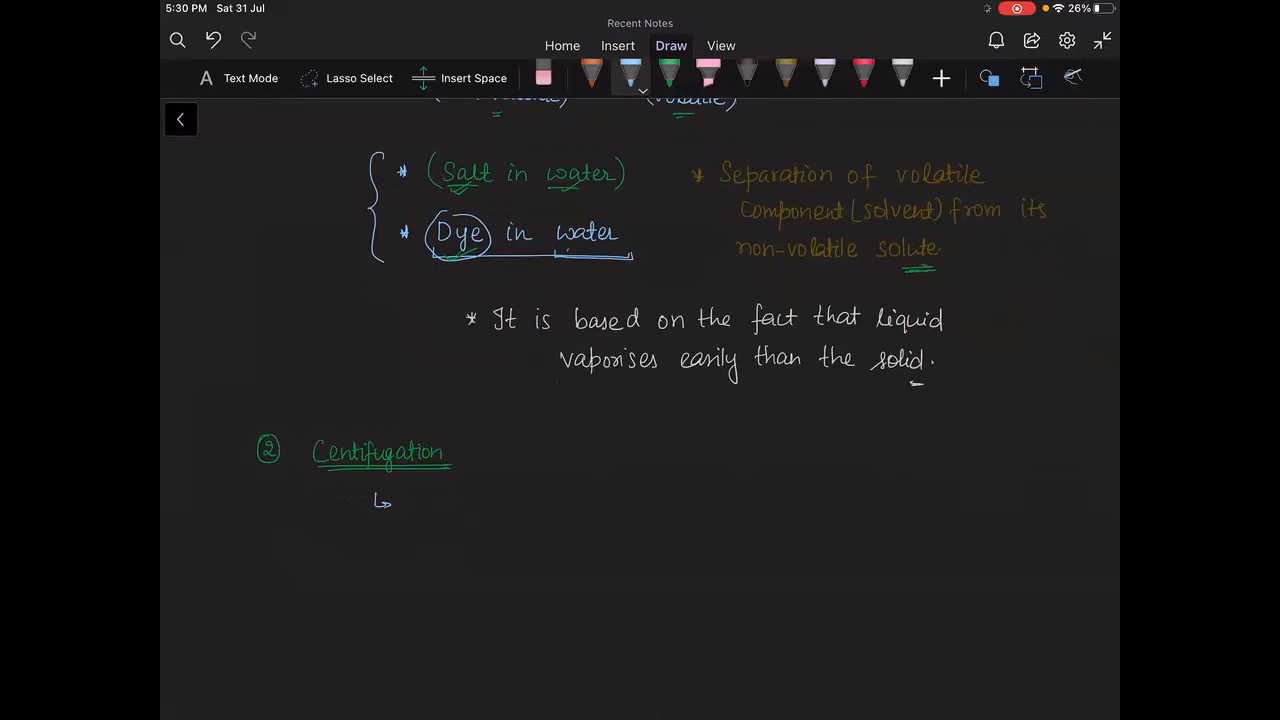 5:30 PM Sat 31 Jul
26%
Recent Notes
Home Insert Draw View
A Text Mode Lasso Select Insert Space
(volatile)
* (Salt in water)
* Dye in water
* Separation of volatile
Component (solvent) from its
non-volatile solute.
* It is based on the fact that liquid
vaporises easily than the solid.
2 Centifugation